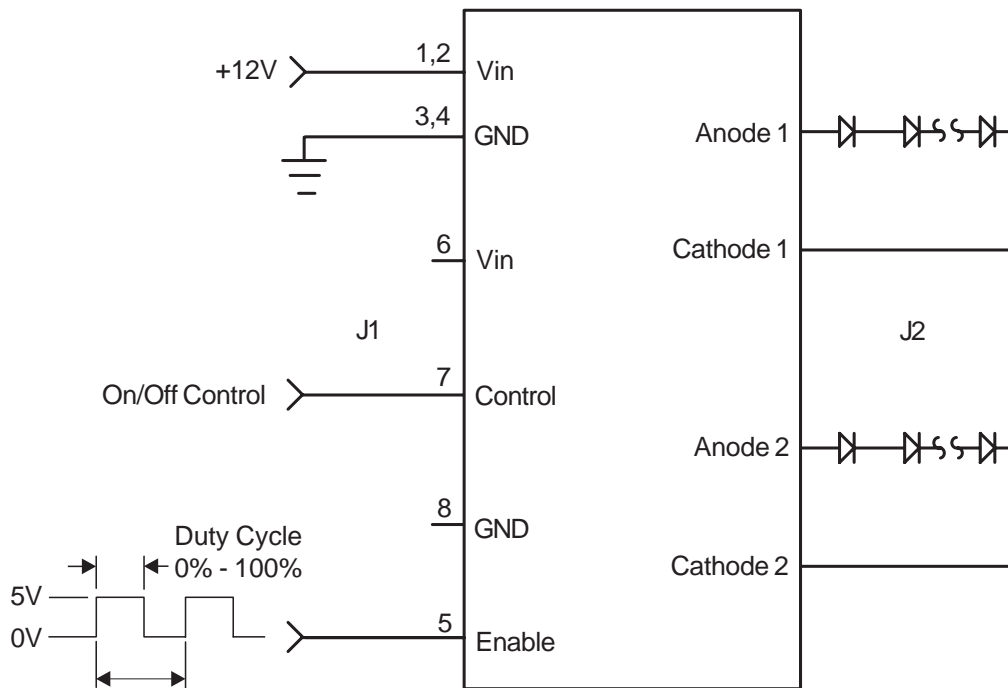 +12V
1,2
Vin
3,4
GND
Anode 1
Cathode 1
6
Vin
J1
J2
On/Off Control
7
Control
Anode 2
8
GND
Duty Cycle
0% - 100%
Cathode 2
5V
0V
5
Enable